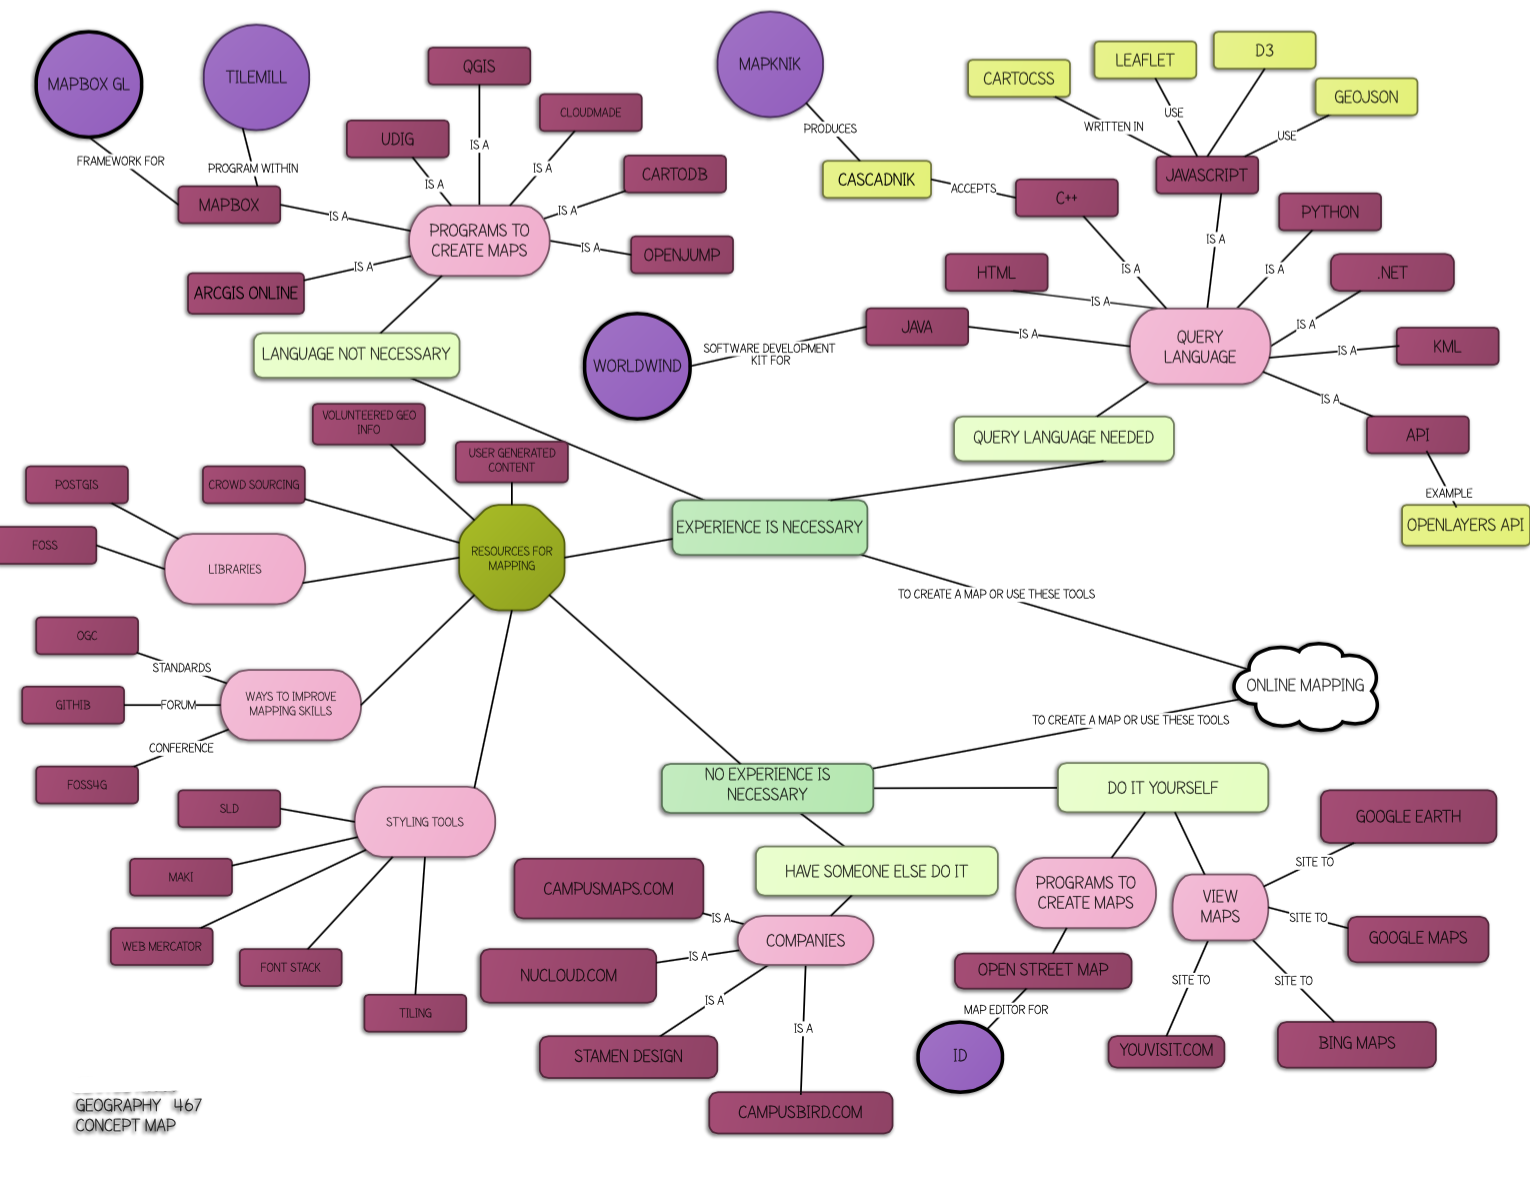 MAPBOX GL
TILEMILL
QGIS
MAPKNIK
CARTOCSS
LEAFLET
D3
GEOJSON
UDIG
CLOUDMADE
PRODUCES
WRITTEN IN
USE
USE
FRAMEWORK FOR
PROGRAM WITHIN
IS A
IS A
IS A
CARTODB
CASCADNIK
ACCEPTS
C++
JAVASCRIPT
MAPBOX
IS A
IS A
PYTHON
PROGRAMS TO
CREATE MAPS
IS A
OPENJUMP
IS A
IS A
IS A
HTML
.NET
ARCGIS ONLINE
IS A
IS A
IS A
JAVA
IS A
QUERY
LANGUAGE
IS A
KML
LANGUAGE NOT NECESSARY
WORLDWIND
SOFTWARE DEVELOPMENT
KIT FOR
IS A
VOLUNTEERED GEO
INFO
QUERY LANGUAGE NEEDED
API
USER GENERATED
CONTENT
POSTGIS
CROWD SOURCING
EXAMPLE
EXPERIENCE IS NECESSARY
OPENLAYERS API
FOSS
LIBRARIES
RESOURCES FOR
MAPPING
TO CREATE A MAP OR USE THESE TOOLS
OGC
STANDARDS
ONLINE MAPPING
GITHIB
FORUM
WAYS TO IMPROVE
MAPPING SKILLS
TO CREATE A MAP OR USE THESE TOOLS
CONFERENCE
FOSS4G
NO EXPERIENCE IS
NECESSARY
DO IT YOURSELF
SLD
STYLING TOOLS
GOOGLE EARTH
MAKI
HAVE SOMEONE ELSE DO IT
SITE TO
CAMPUSMAPS.COM
PROGRAMS TO
CREATE MAPS
VIEW
MAPS
IS A
SITE TO
GOOGLE MAPS
WEB MERCATOR
COMPANIES
IS A
FONT STACK
NUCLOUD.COM
OPEN STREET MAP
SITE TO
SITE TO
TILING
IS A
MAP EDITOR FOR
IS A
STAMEN DESIGN
ID
YOUVISIT.COM
BING MAPS
CAMPUSBIRD.COM
GEOGRAPHY 467
CONCEPT MAP